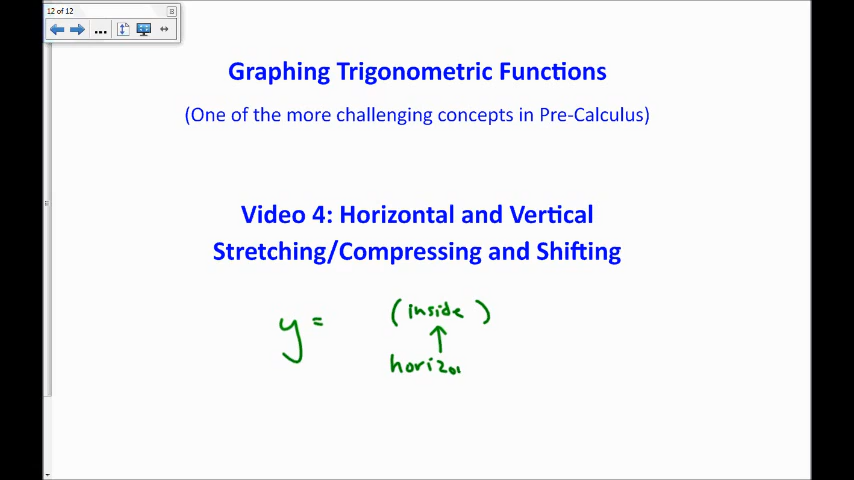 12 of 12
Graphing Trigonometric Functions
(One of the more challenging concepts in Pre-Calculus)
Video 4: Horizontal and Vertical
Stretching/Compressing and Shifting
y = (inside)
horizon